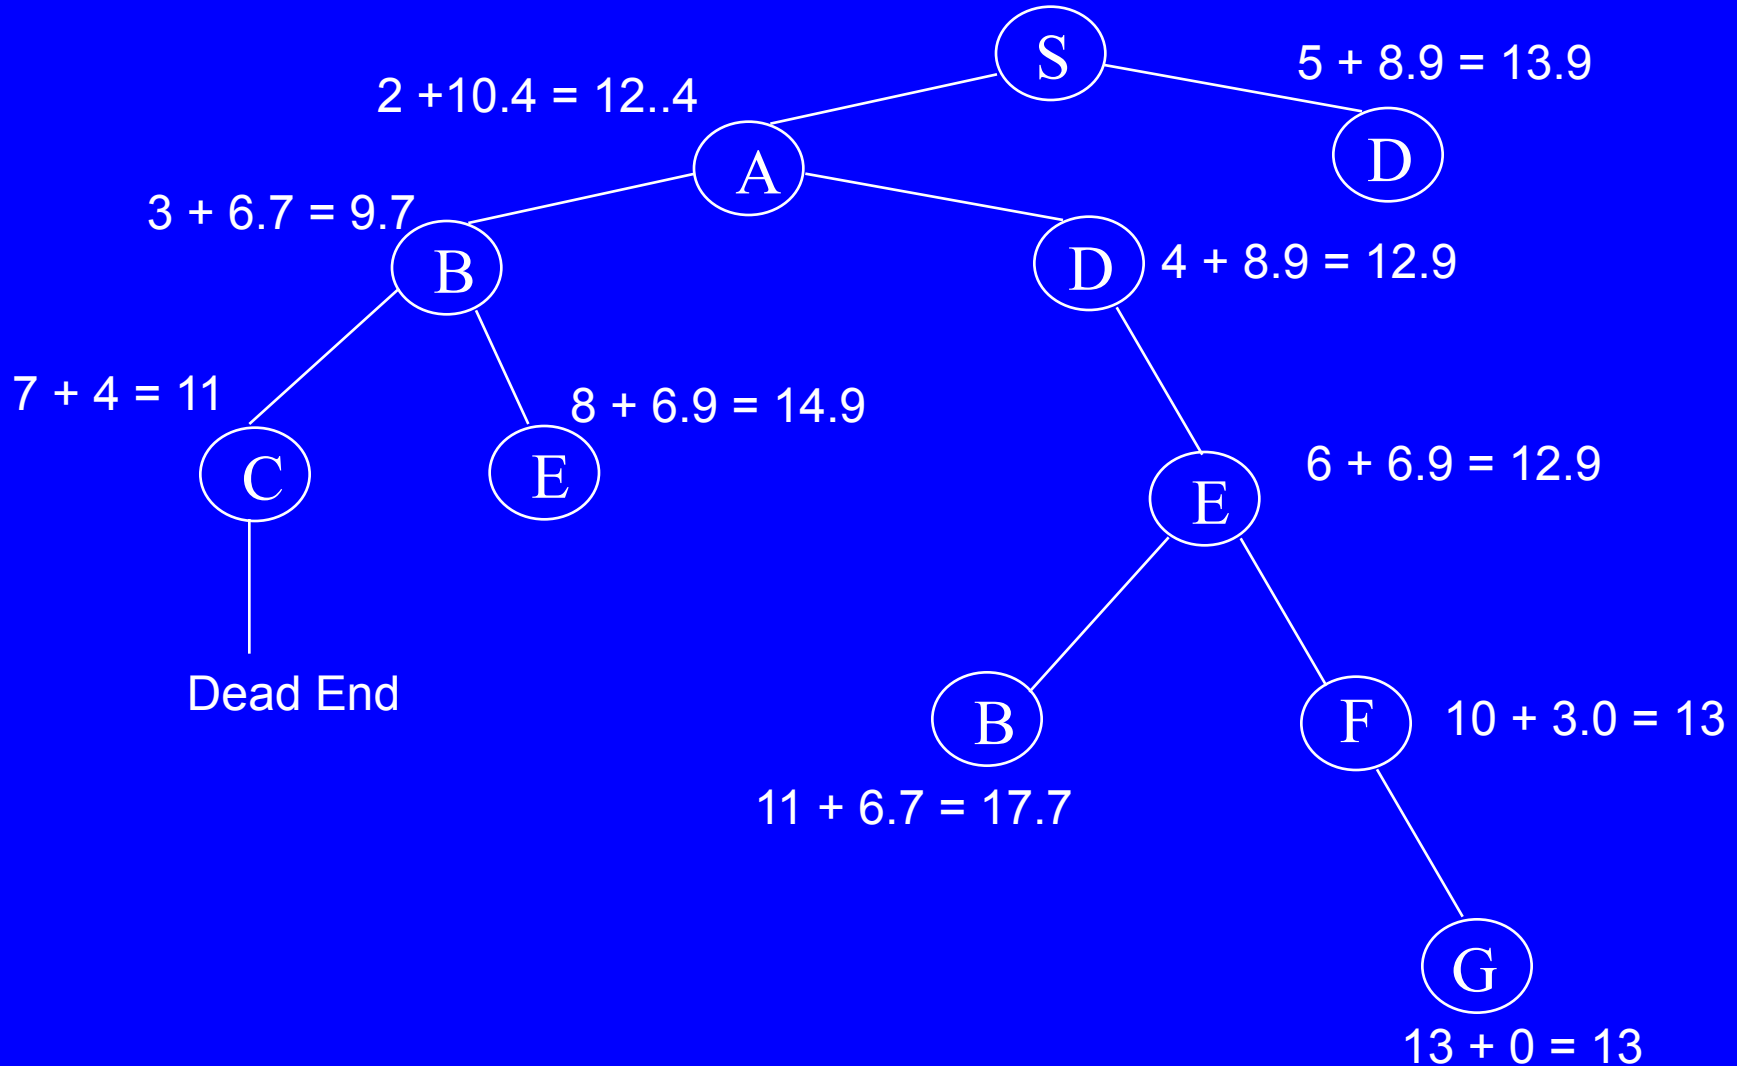 S
5 + 8.9 = 13.9
2 +10.4 = 12..4
A
D
3 + 6.7 = 9.7
B
D
4 + 8.9 = 12.9
7 + 4 = 11
8 + 6.9 = 14.9
C
E
6 + 6.9 = 12.9
E
Dead End
B
F
10 + 3.0 = 13
11 + 6.7 = 17.7
G
13 + 0 = 13